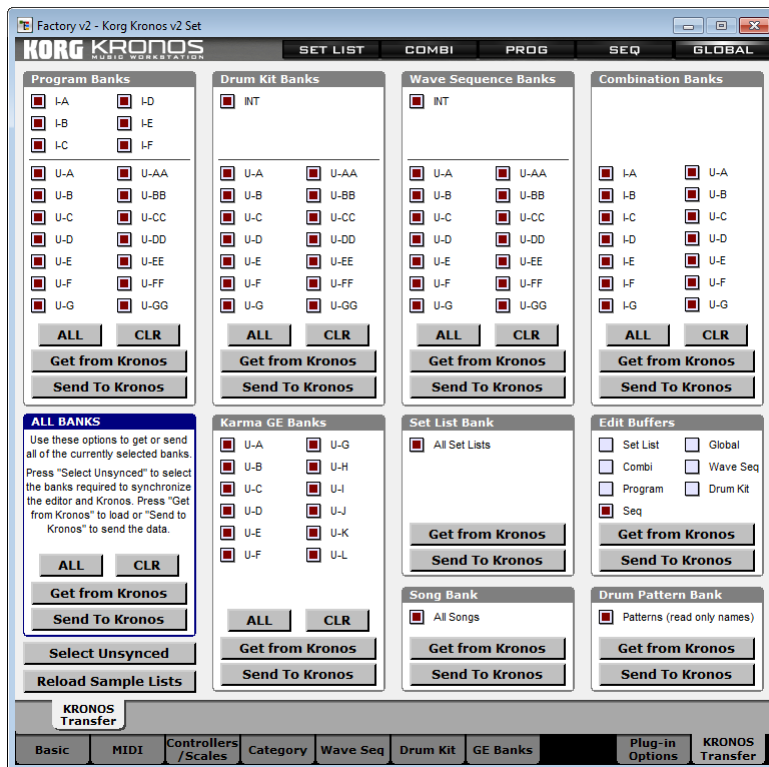 Factory v2 - Korg Kronos v2 Set
KORG KRONOS
MUSIC WORKSTATION
SET LIST COMBI PROG SEQ GLOBAL
Program Banks
I-A I-D
I-B I-E
I-C I-F
U-A U-AA
U-B U-BB
U-C U-CC
U-D U-DD
U-E U-EE
U-F U-FF
U-G U-GG
ALL CLR
Get from Kronos
Send To Kronos
Drum Kit Banks
INT
U-A U-AA
U-B U-BB
U-C U-CC
U-D U-DD
U-E U-EE
U-F U-FF
U-G U-GG
ALL CLR
Get from Kronos
Send To Kronos
Wave Sequence Banks
INT
U-A U-AA
U-B U-BB
U-C U-CC
U-D U-DD
U-E U-EE
U-F U-FF
U-G U-GG
ALL CLR
Get from Kronos
Send To Kronos
Combination Banks
I-A U-A
I-B U-B
I-C U-C
I-D U-D
I-E U-E
I-F U-F
I-G U-G
ALL CLR
Get from Kronos
Send To Kronos
ALL BANKS
Use these options to get or send
all of the currently selected banks.
Press "Select Unsynced" to select
the banks required to synchronize
the editor and Kronos. Press "Get
from Kronos" to load or "Send to
Kronos" to send the data.
ALL CLR
Get from Kronos
Send To Kronos
Select Unsynced
Reload Sample Lists
Karma GE Banks
U-A U-G
U-B U-H
U-C U-I
U-D U-J
U-E U-K
U-F U-L
ALL CLR
Get from Kronos
Send To Kronos
Set List Bank
All Set Lists
Get from Kronos
Send To Kronos
Song Bank
All Songs
Get from Kronos
Send To Kronos
Edit Buffers
Set List Global
Combi Wave Seq
Program Drum Kit
Seq
Get from Kronos
Send To Kronos
Drum Pattern Bank
Patterns (read only names)
Get from Kronos
Send To Kronos
KRONOS
Transfer
Basic MIDI Controllers
/Scales Category Wave Seq Drum Kit GE Banks Plug-in
Options KRONOS
Transfer